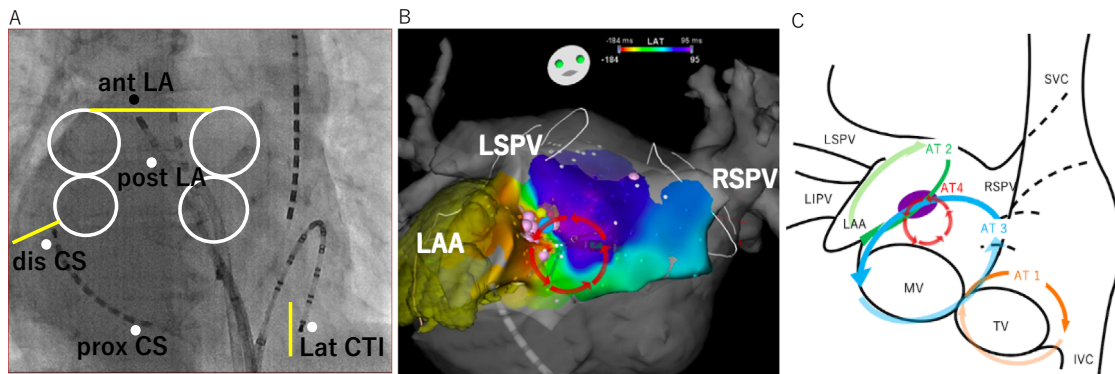 A
ant LA
post LA
dis CS
prox CS
Lat CTI
B
-184 ms LAT 95 ms
-184 95
LSPV
RSPV
LAA
C
SVC
LSPV
AT 2
LIPV
AT4
RSPV
LAA
AT 3
MV
AT 1
TV
IVC